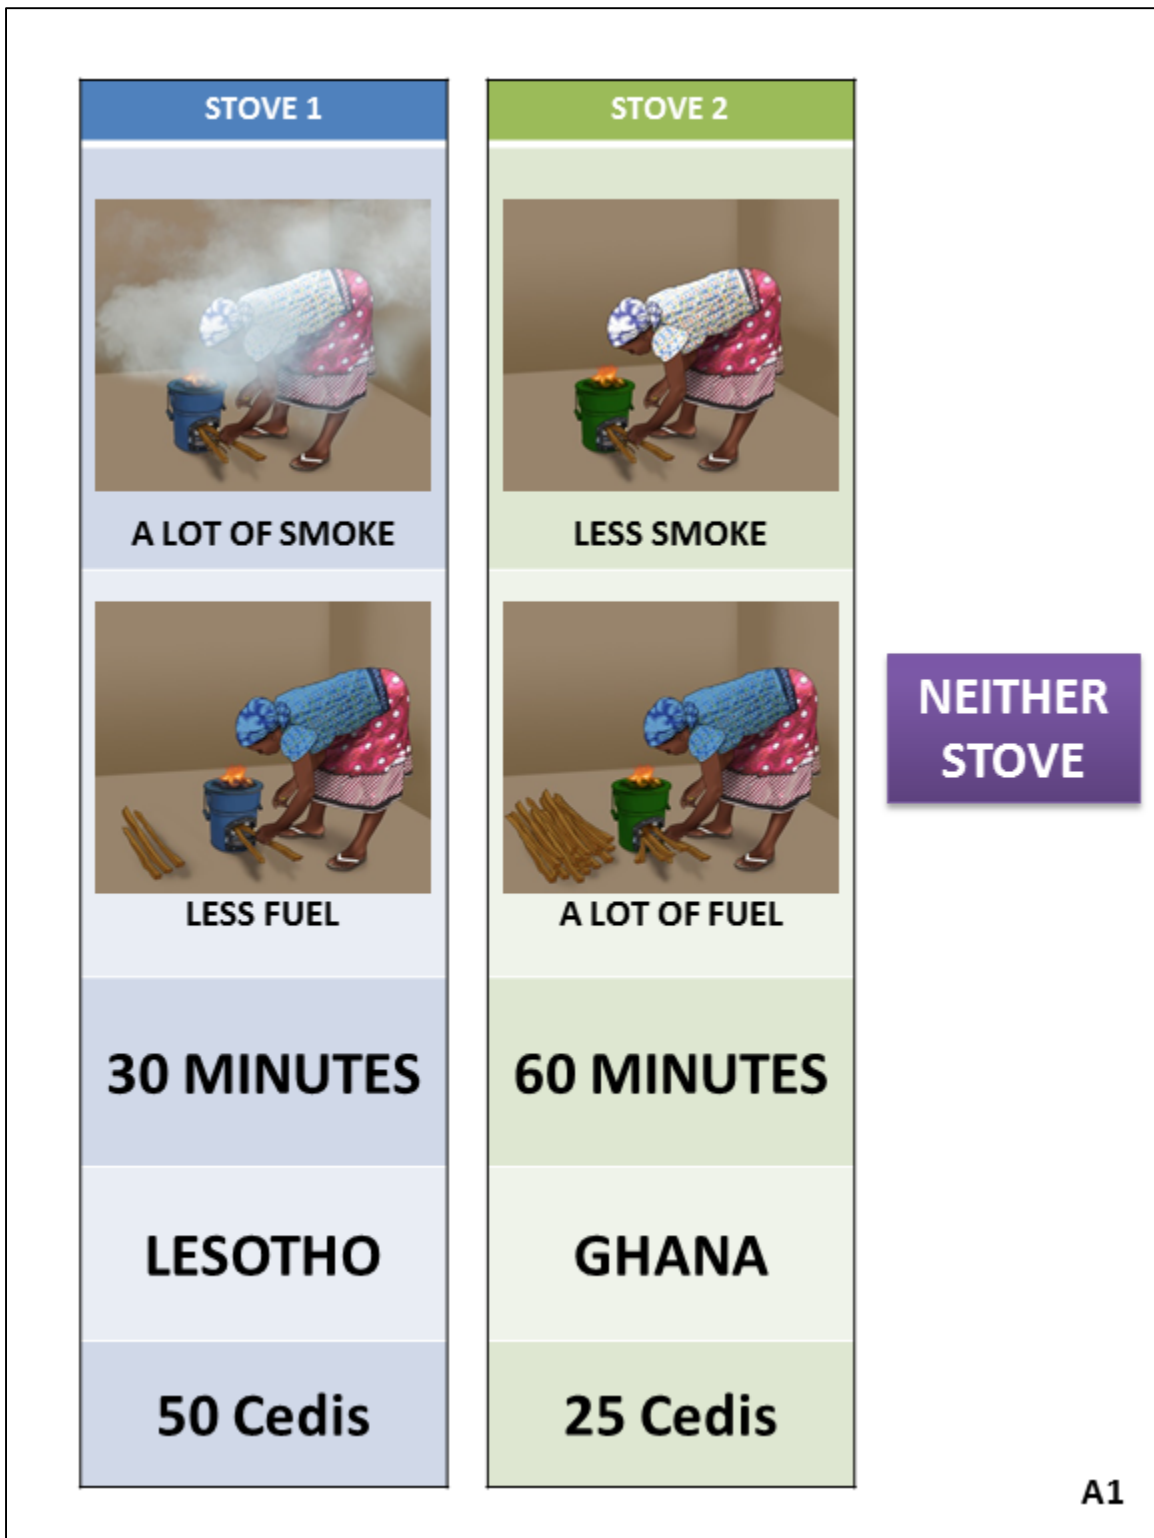 STOVE 1
A LOT OF SMOKE
LESS FUEL
30 MINUTES
LESOTHO
50 Cedis
STOVE 2
LESS SMOKE
A LOT OF FUEL
60 MINUTES
GHANA
25 Cedis
NEITHER
STOVE
A1